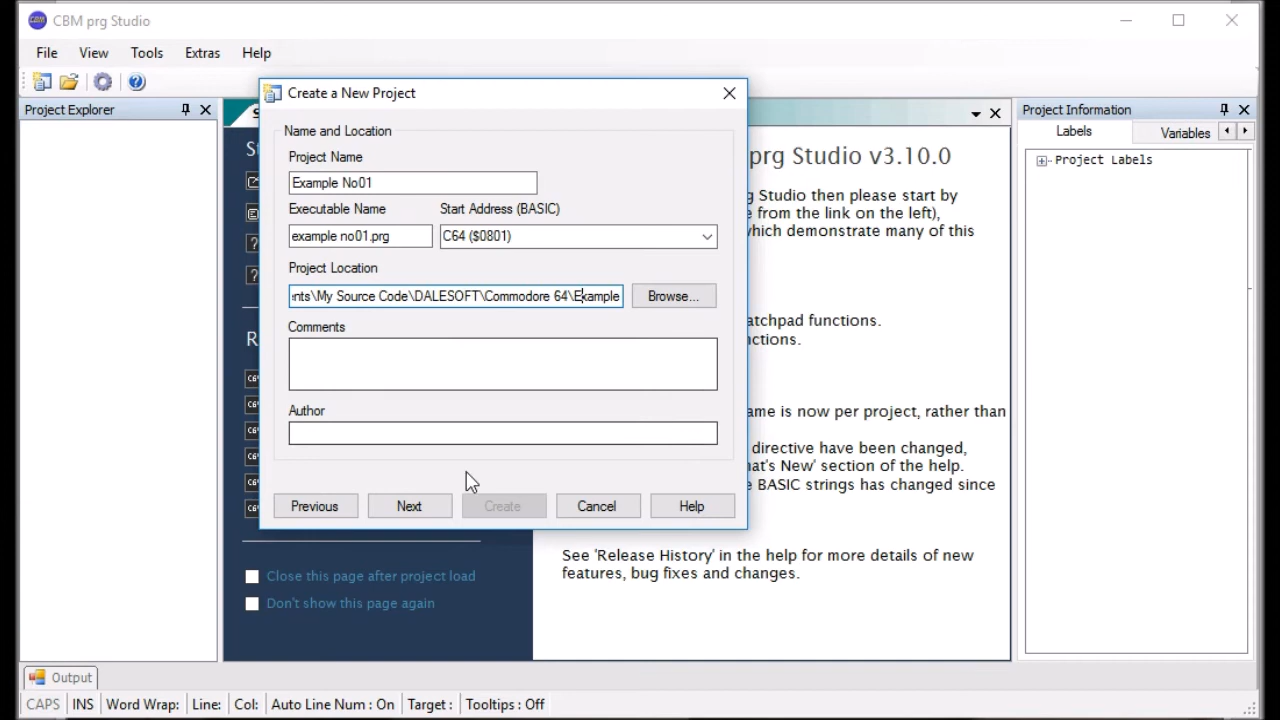 CBM prg Studio
File View Tools Extras Help
Project Explorer
Create a New Project
Name and Location
Project Name
Example No01
Executable Name Start Address (BASIC)
example no01.prg C64 ($0801)
Project Location
nts\My Source Code\DALESOFT\Commodore 64\Example Browse...
Comments
Author
Previous Next Create Cancel Help
prg Studio v3.10.0
g Studio then please start by
e from the link on the left),
which demonstrate many of this
atchpad functions.
ctions.
ame is now per project, rather than
directive have been changed,
hat's New' section of the help.
e BASIC strings has changed since
See 'Release History' in the help for more details of new
features, bug fixes and changes.
Close this page after project load
Don't show this page again
Project Information
Labels Variables
Project Labels
Output
CAPS INS Word Wrap: Line: Col: Auto Line Num : On Target : Tooltips : Off